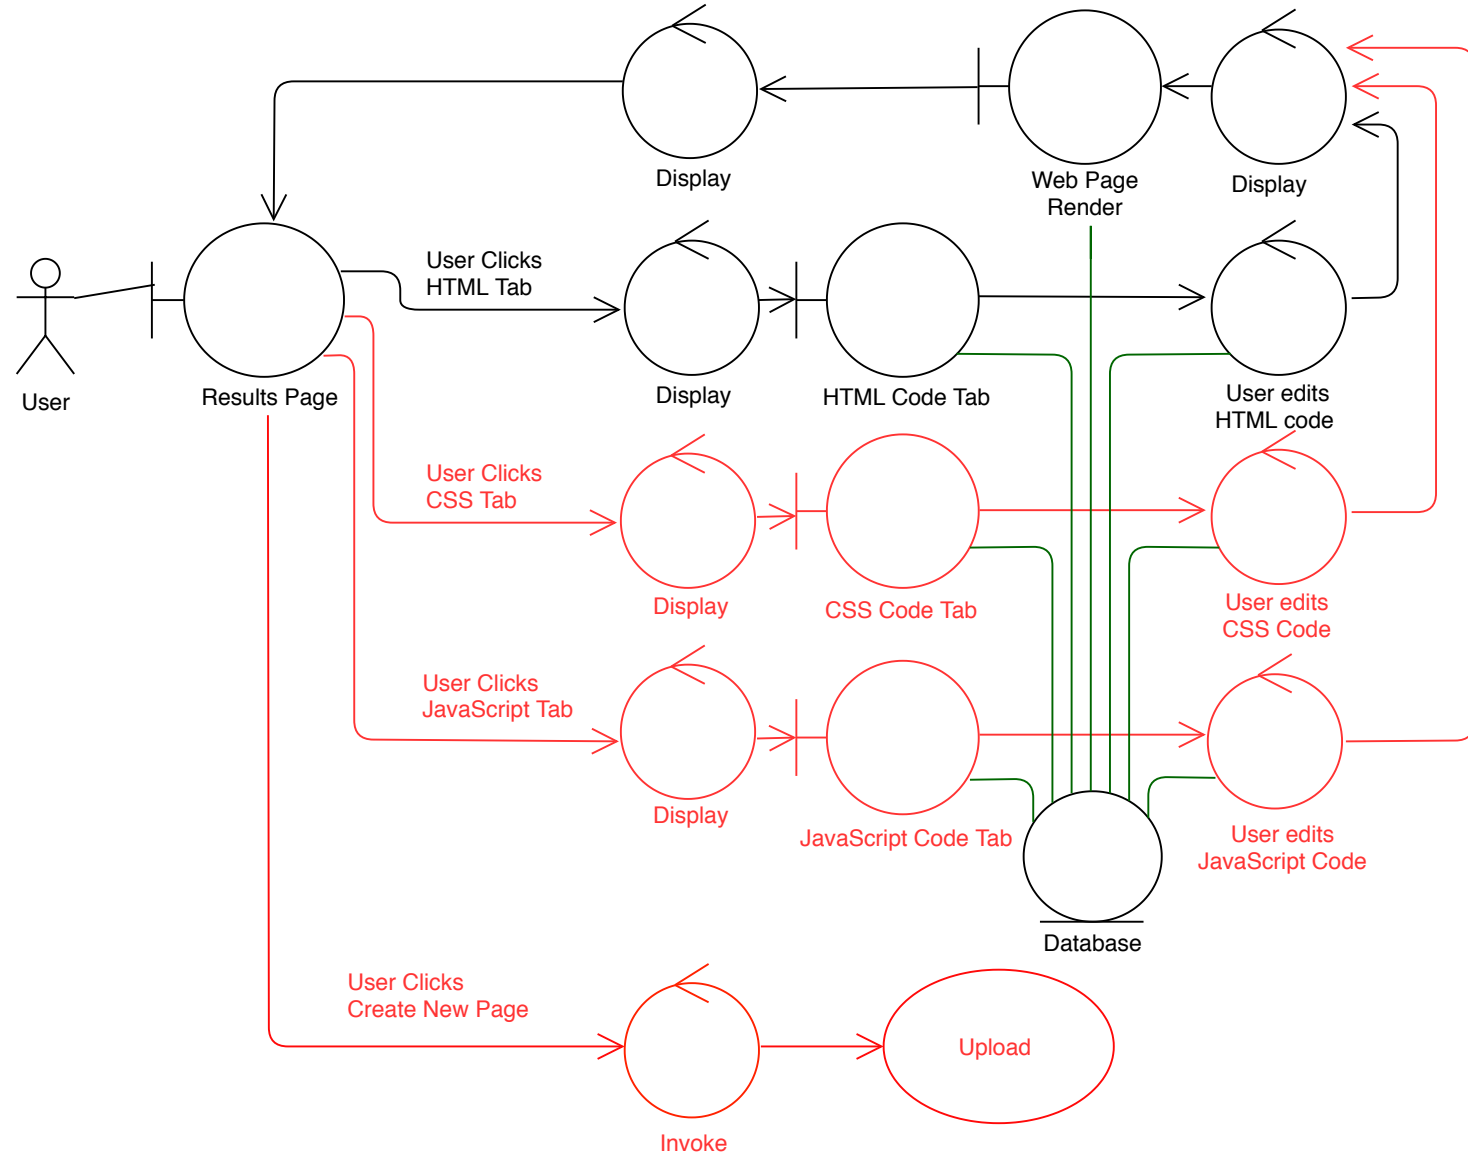 Display
Web Page
Render
Display
User Clicks
HTML Tab
User
Results Page
Display
HTML Code Tab
User edits
HTML code
User Clicks
CSS Tab
Display
CSS Code Tab
User edits
CSS Code
User Clicks
JavaScript Tab
Display
JavaScript Code Tab
User edits
JavaScript Code
Database
User Clicks
Create New Page
Upload
Invoke